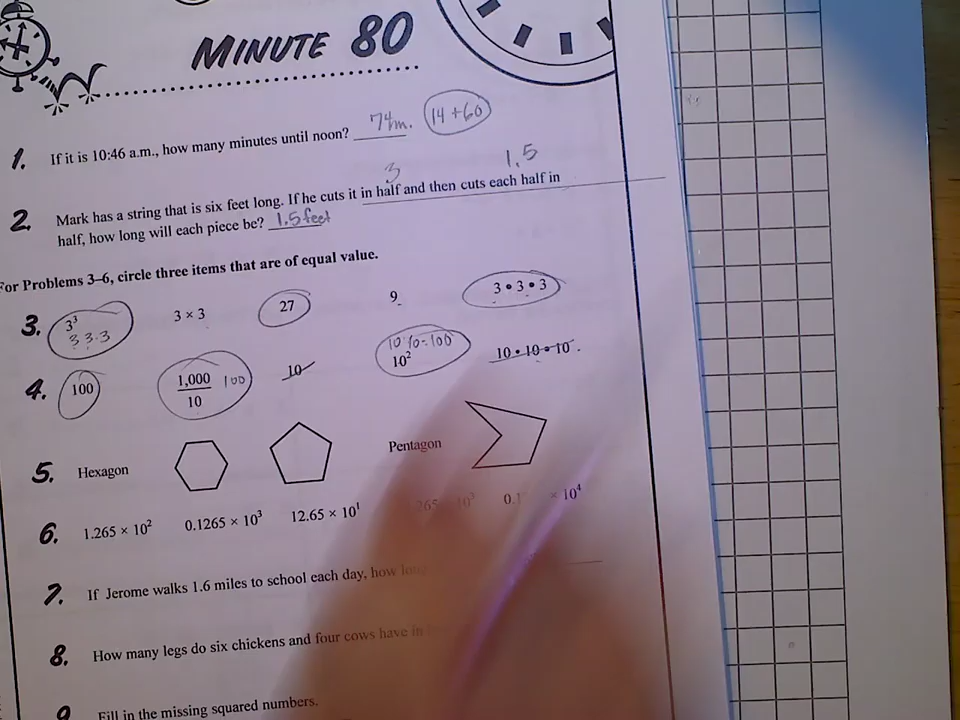 MINUTE 80
1. If it is 10:46 a.m., how many minutes until noon? 74m. 14+60
3 1.5
2. Mark has a string that is six feet long. If he cuts it in half and then cuts each half in
half, how long will each piece be? 1.5 feet
For Problems 3–6, circle three items that are of equal value.
3. 3³ 3×3 27 9 3•3•3
3·3·3
10·10=100
4. 100 1,000/10 100 10 10² 10•10•10
5. Hexagon Pentagon
6. 1.265 × 10² 0.1265 × 10³ 12.65 × 10¹ × 10⁴
7. If Jerome walks 1.6 miles to school each day, how long
8. How many legs do six chickens and four cows have in
9 Fill in the missing squared numbers.